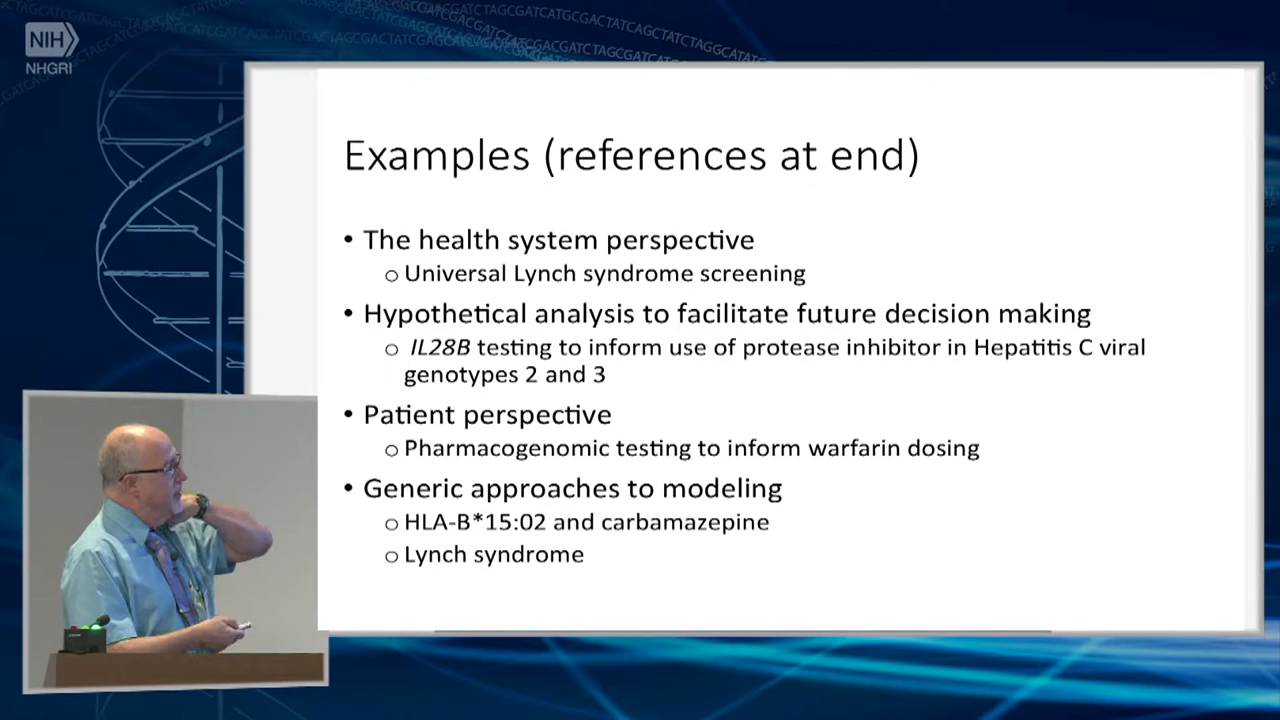 NIH
NHGRI
Examples (references at end)
• The health system perspective
o Universal Lynch syndrome screening
• Hypothetical analysis to facilitate future decision making
o IL28B testing to inform use of protease inhibitor in Hepatitis C viral
genotypes 2 and 3
• Patient perspective
o Pharmacogenomic testing to inform warfarin dosing
• Generic approaches to modeling
o HLA-B*15:02 and carbamazepine
o Lynch syndrome